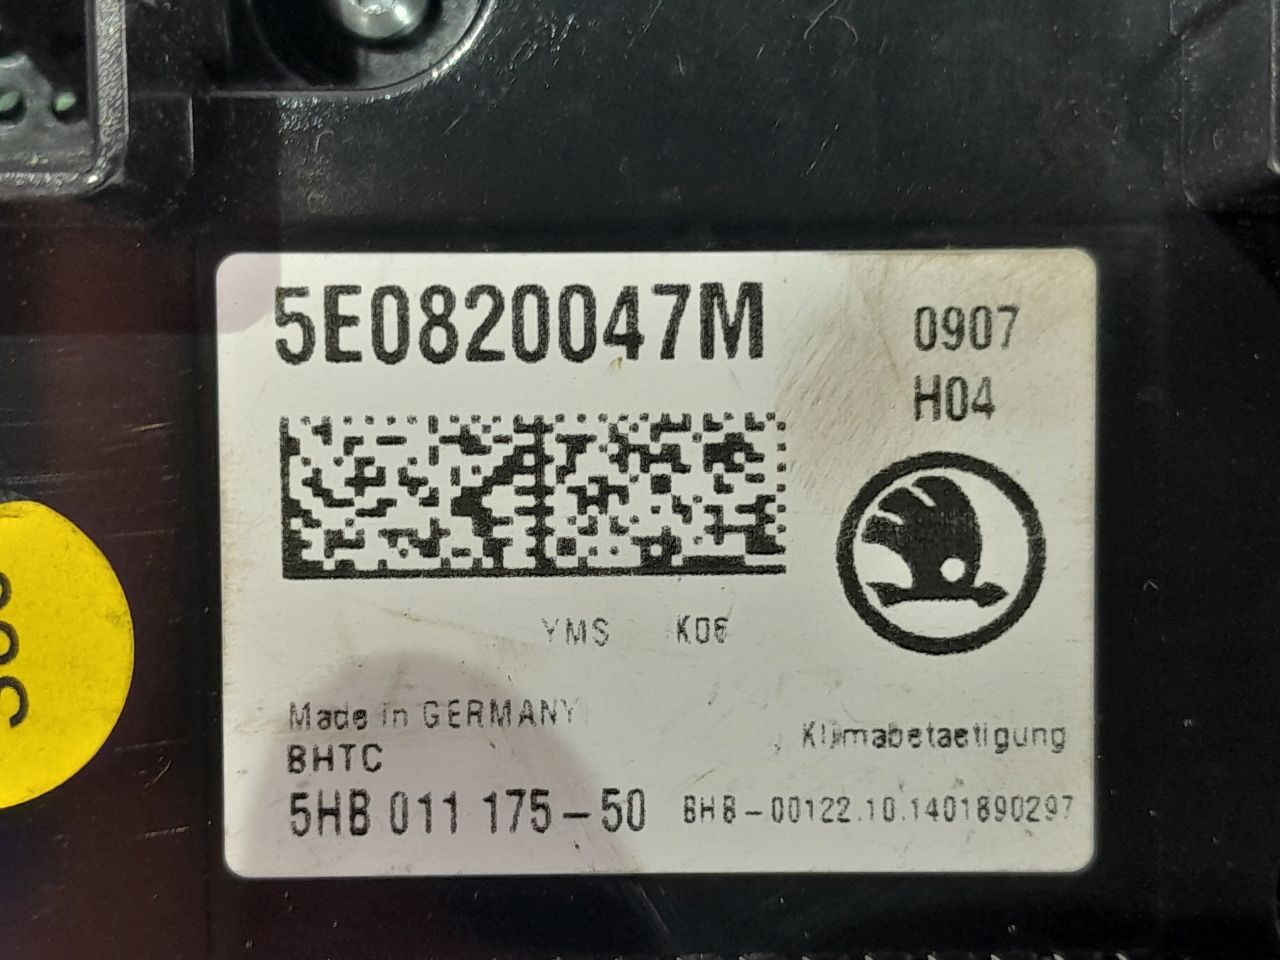 5E0820047M
0907
H04
YMS K06
Made in GERMANY
BHTC
Klimabetaetigung
5HB 011 175-50
BHB-00122.10.1401890297